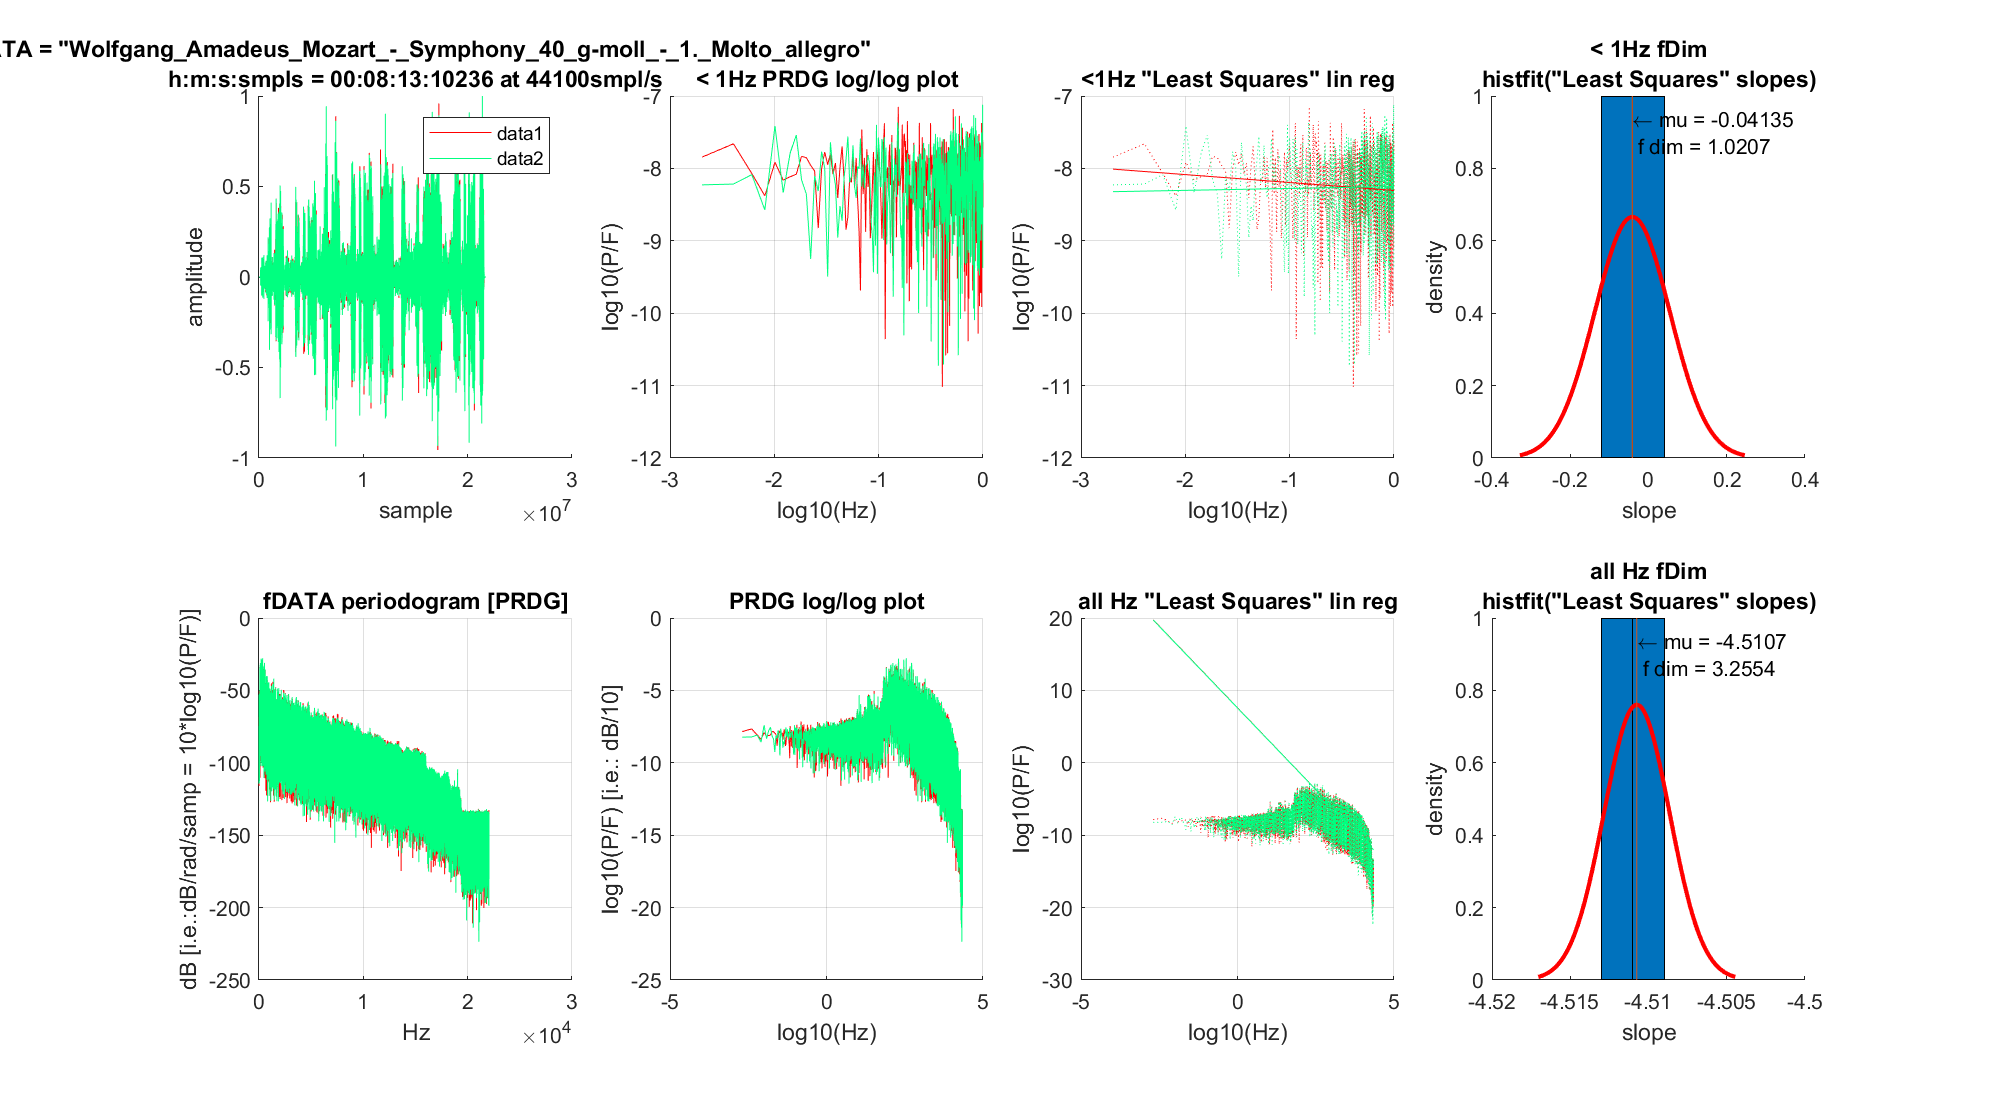 ATA = "Wolfgang_Amadeus_Mozart_-_Symphony_40_g-moll_-_1._Molto_allegro"
h:m:s:smpls = 00:08:13:10236 at 44100smpl/s
1
0.5
0
-0.5
-1
amplitude
data1
data2
0 1 2 3
sample
×10^7
< 1Hz PRDG log/log plot
-7
-8
-9
-10
-11
-12
log10(P/F)
-3 -2 -1 0
log10(Hz)
<1Hz "Least Squares" lin reg
-7
-8
-9
-10
-11
-12
log10(P/F)
-3 -2 -1 0
log10(Hz)
< 1Hz fDim
histfit("Least Squares" slopes)
1
0.8
0.6
0.4
0.2
0
density
← mu = -0.04135
f dim = 1.0207
-0.4 -0.2 0 0.2 0.4
slope
fDATA periodogram [PRDG]
0
-50
-100
-150
-200
-250
dB [i.e.:dB/rad/samp = 10*log10(P/F)]
0 1 2 3
Hz
×10^4
PRDG log/log plot
0
-5
-10
-15
-20
-25
log10(P/F) [i.e.: dB/10]
-5 0 5
log10(Hz)
all Hz "Least Squares" lin reg
20
10
0
-10
-20
-30
log10(P/F)
-5 0 5
log10(Hz)
all Hz fDim
histfit("Least Squares" slopes)
1
0.8
0.6
0.4
0.2
0
density
← mu = -4.5107
f dim = 3.2554
-4.52 -4.515 -4.51 -4.505 -4.5
slope